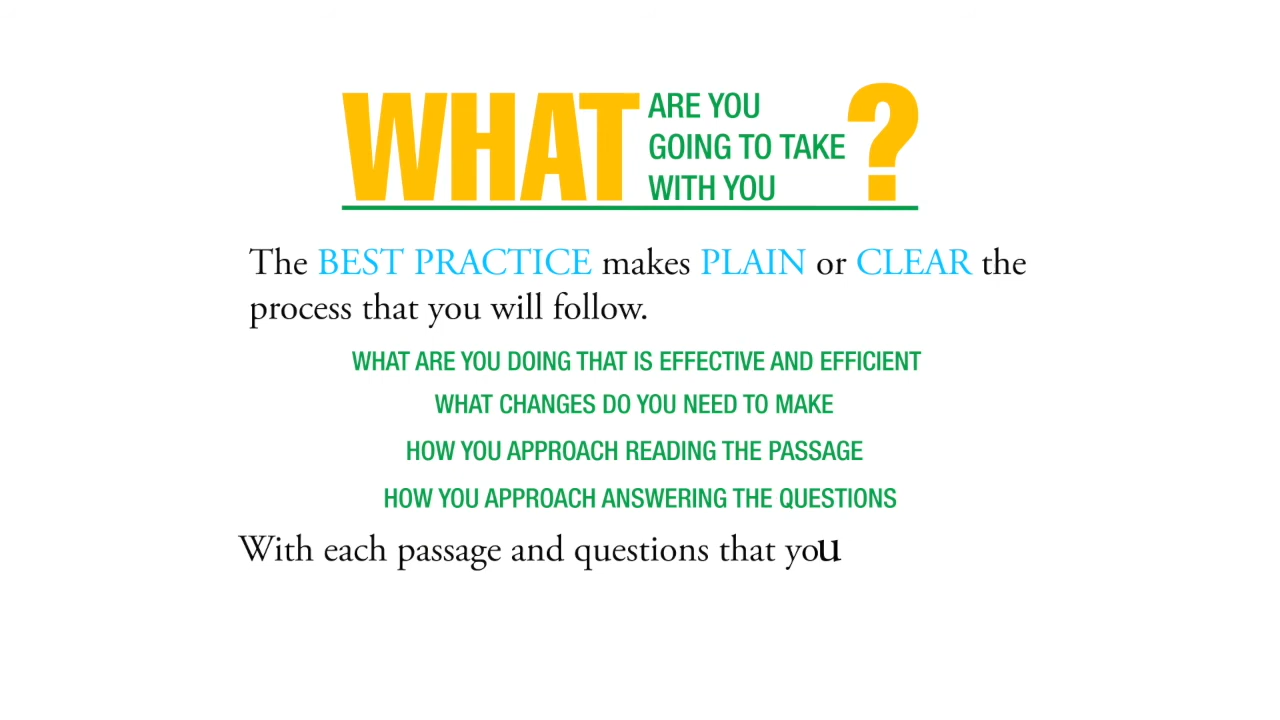 WHAT ARE YOU GOING TO TAKE WITH YOU ?
The BEST PRACTICE makes PLAIN or CLEAR the
process that you will follow.
WHAT ARE YOU DOING THAT IS EFFECTIVE AND EFFICIENT
WHAT CHANGES DO YOU NEED TO MAKE
HOW YOU APPROACH READING THE PASSAGE
HOW YOU APPROACH ANSWERING THE QUESTIONS
With each passage and questions that you